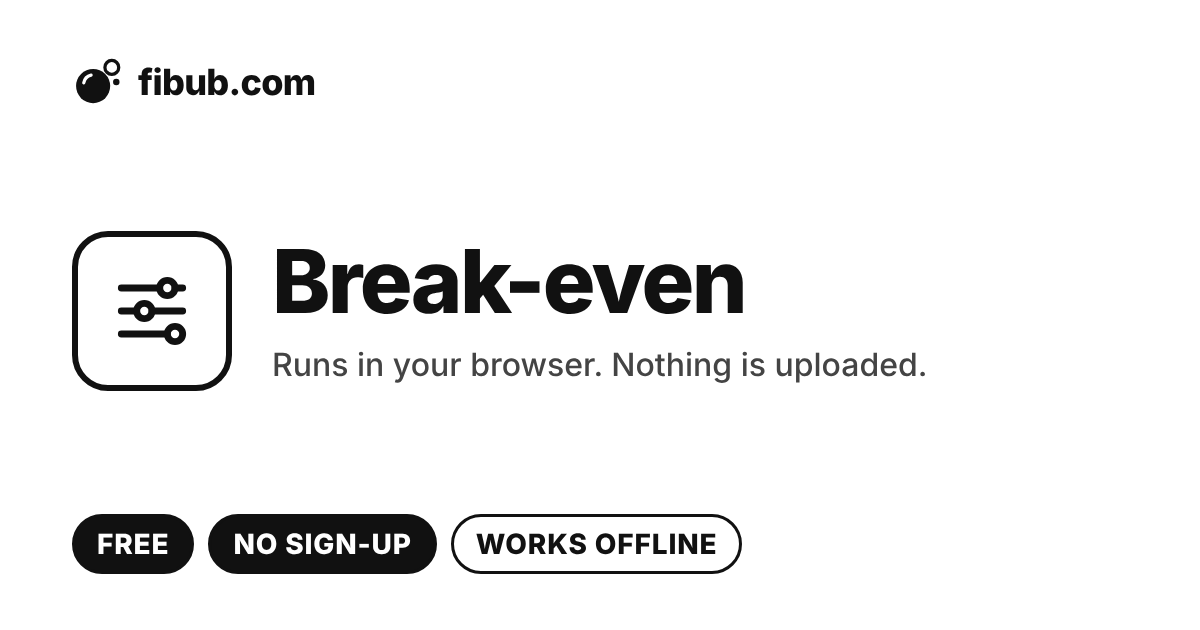 fibub.com
Break-even
Runs in your browser. Nothing is uploaded.
FREE
NO SIGN-UP
WORKS OFFLINE